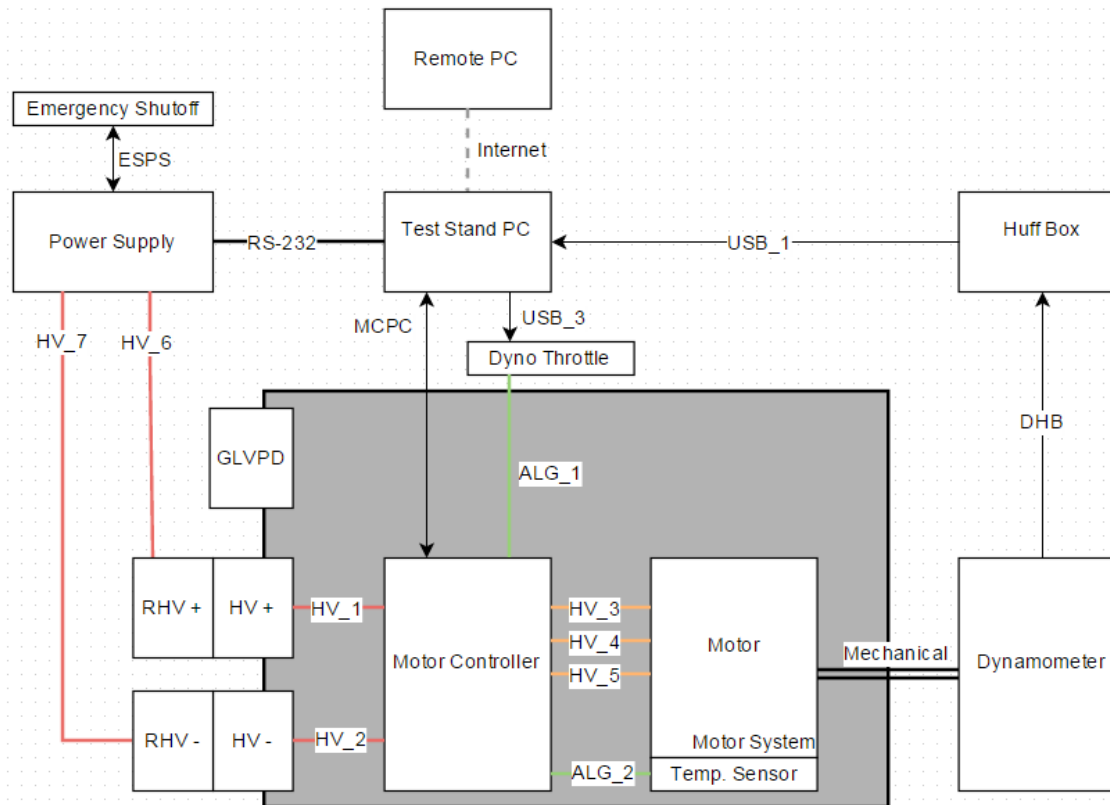 Remote PC
Emergency Shutoff
Internet
ESPS
Power Supply
RS-232
Test Stand PC
USB_1
Huff Box
MCPC
USB_3
HV_7
HV_6
Dyno Throttle
DHB
GLVPD
ALG_1
RHV +
HV +
HV_1
Motor Controller
HV_3
HV_4
HV_5
Motor
Mechanical
Dynamometer
RHV -
HV -
HV_2
Motor System
ALG_2
Temp. Sensor